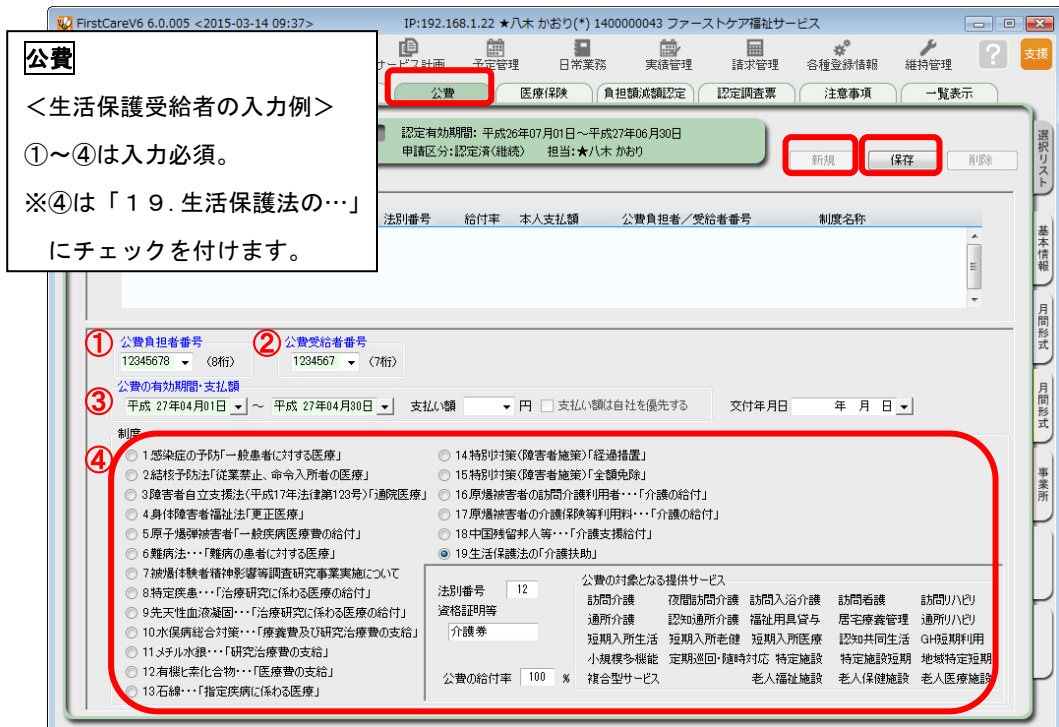 FirstCareV6 6.0.005 <2015-03-14 09:37> IP:192.168.1.22 ★八木 かおり(*) 1400000043 ファーストケア福祉サービス
サービス計画 予定管理 日常業務 実績管理 請求管理 各種登録情報 維持管理 ? 支援
公費
＜生活保護受給者の入力例＞
①～④は入力必須。
※④は「１９.生活保護法の…」
にチェックを付けます。
公費 医療保険 負担額減額認定 認定調査票 注意事項 一覧表示
認定有効期間: 平成26年07月01日～平成27年06月30日
申請区分:認定済(継続) 担当:★八木 かおり
新規 保存 削除
法別番号 給付率 本人支払額 公費負担者／受給者番号 制度名称
選択リスト
基本情報
月間形式
月間形式
事業所
① 公費負担者番号 ② 公費受給者番号
12345678 (8桁) 1234567 (7桁)
公費の有効期間・支払額
③ 平成 27年04月01日 ～ 平成 27年04月30日 支払い額 円 支払い額は自社を優先する 交付年月日 年 月 日
制度
④
1.感染症の予防「一般患者に対する医療」
2.結核予防法「従業禁止、命令入所者の医療」
3.障害者自立支援法(平成17年法律第123号)「通院医療」
4.身体障害者福祉法「更正医療」
5.原子爆弾被害者「一般疾病医療費の給付」
6.難病法・・・「難病の患者に対する医療」
7.被爆体験者精神影響等調査研究事業実施について
8.特定疾患・・・「治療研究に係わる医療の給付」
9.先天性血液凝固・・・「治療研究に係わる医療の給付」
10.水俣病総合対策・・・「療養費及び研究治療費の支給」
11.メチル水銀・・・「研究治療費の支給」
12.有機ヒ素化合物・・・「医療費の支給」
13.石綿・・・「指定疾病に係わる医療」
14.特別対策(障害者施策)「経過措置」
15.特別対策(障害者施策)「全額免除」
16.原爆被害者の訪問介護利用者・・・「介護の給付」
17.原爆被害者の介護保険等利用料・・・「介護の給付」
18.中国残留邦人等・・・「介護支援給付」
19.生活保護法の「介護扶助」
法別番号 12
資格証明等
介護券
公費の給付率 100 %
公費の対象となる提供サービス
訪問介護 夜間訪問介護 訪問入浴介護 訪問看護 訪問リハビリ
通所介護 認知通所介護 福祉用具貸与 居宅療養管理 通所リハビリ
短期入所生活 短期入所老健 短期入所医療 認知共同生活 GH短期利用
小規模多機能 定期巡回・随時対応 特定施設 特定施設短期 地域特定短期
複合型サービス 老人福祉施設 老人保健施設 老人医療施設